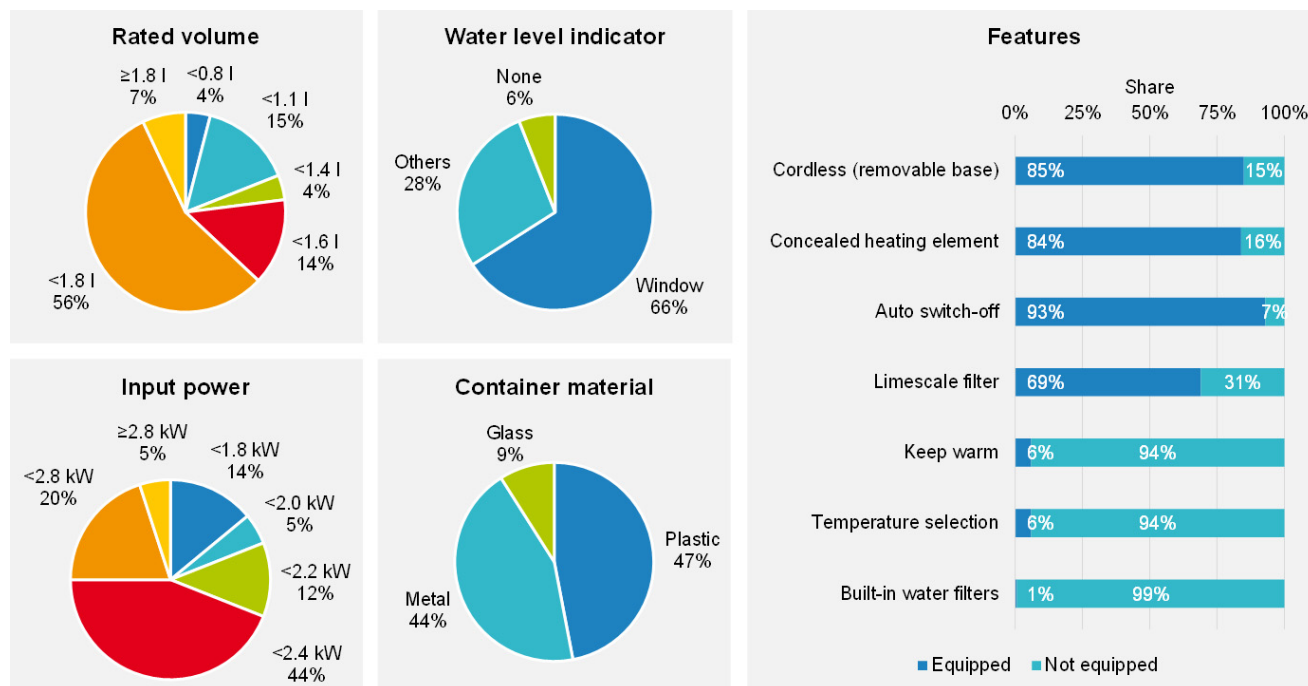 Rated volume
≥1.8 l
7%
<0.8 l
4%
<1.1 l
15%
<1.4 l
4%
<1.6 l
14%
<1.8 l
56%
Water level indicator
None
6%
Others
28%
Window
66%
Input power
≥2.8 kW
5%
<1.8 kW
14%
<2.0 kW
5%
<2.2 kW
12%
<2.4 kW
44%
<2.8 kW
20%
Container material
Glass
9%
Plastic
47%
Metal
44%
Features
Share
0% 25% 50% 75% 100%
Cordless (removable base) 85% 15%
Concealed heating element 84% 16%
Auto switch-off 93% 7%
Limescale filter 69% 31%
Keep warm 6% 94%
Temperature selection 6% 94%
Built-in water filters 1% 99%
Equipped Not equipped